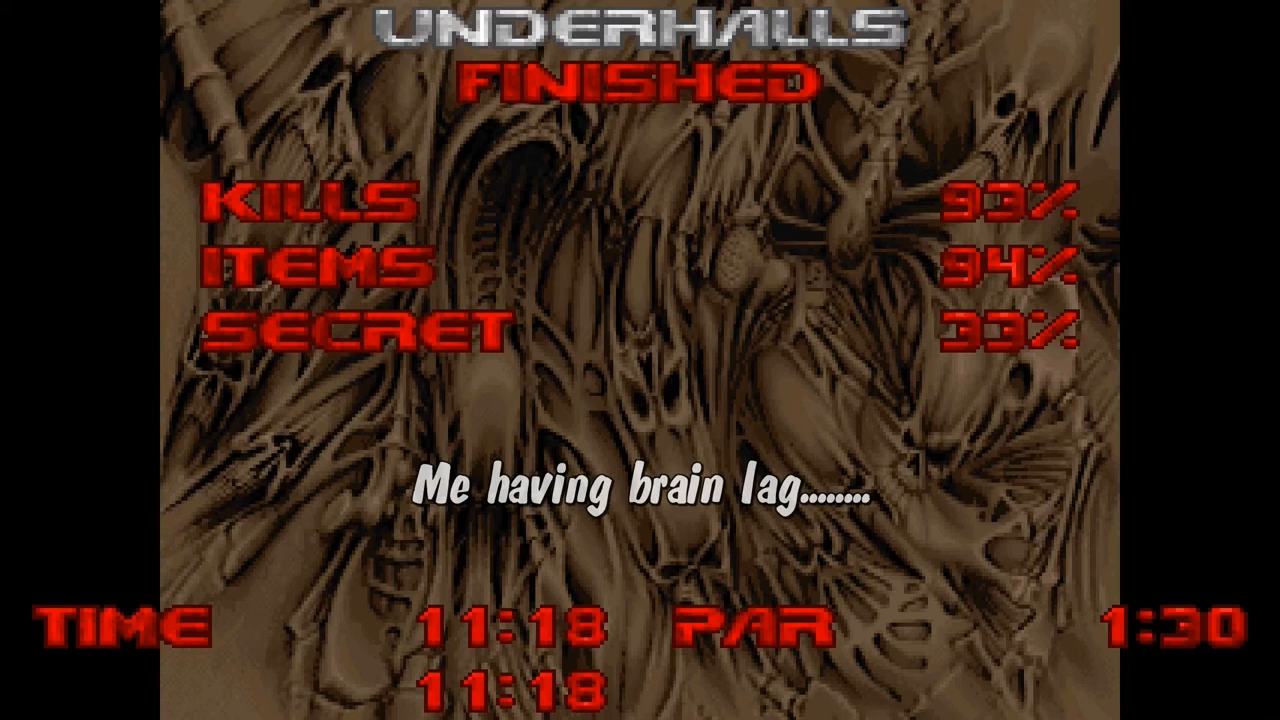 UNDERHALLS
FINISHED
KILLS 93%
ITEMS 94%
SECRET 33%
Me having brain lag........
TIME 11:18 PAR 1:30
11:18